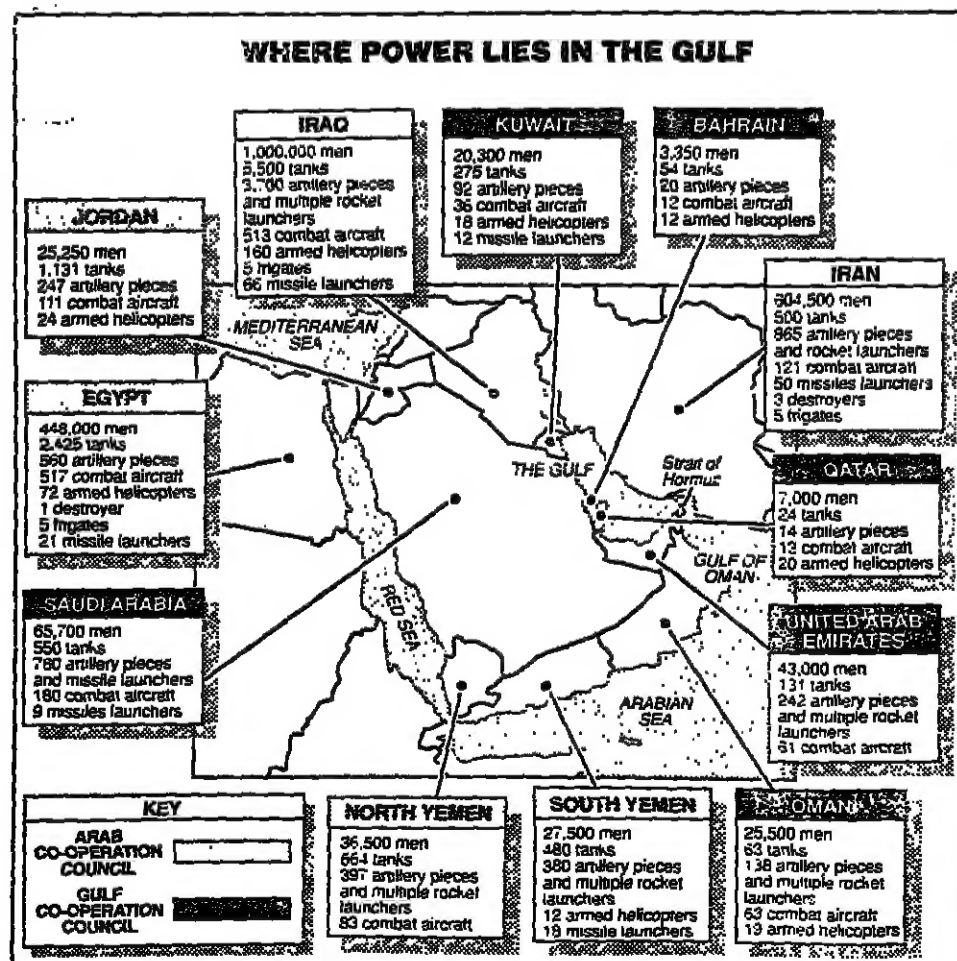 WHERE POWER LIES IN THE GULF
IRAQ
1,000,000 men
5,500 tanks
3,700 artillery pieces
and multiple rocket
launchers
513 combat aircraft
160 armed helicopters
5 frigates
66 missile launchers
KUWAIT
20,300 men
275 tanks
92 artillery pieces
36 combat aircraft
18 armed helicopters
12 missile launchers
BAHRAIN
3,350 men
54 tanks
20 artillery pieces
12 combat aircraft
12 armed helicopters
JORDAN
25,250 men
1,131 tanks
247 artillery pieces
111 combat aircraft
24 armed helicopters
IRAN
604,500 men
500 tanks
865 artillery pieces
and rocket launchers
121 combat aircraft
50 missiles launchers
3 destroyers
5 frigates
EGYPT
448,000 men
2,425 tanks
560 artillery pieces
517 combat aircraft
72 armed helicopters
1 destroyer
5 frigates
21 missile launchers
MEDITERRANEAN
SEA
THE GULF
Strait of
Hormuz
GULF OF
OMAN
RED SEA
ARABIAN
SEA
QATAR
7,000 men
24 tanks
14 artillery pieces
13 combat aircraft
20 armed helicopters
SAUDI ARABIA
65,700 men
550 tanks
780 artillery pieces
and missile launchers
180 combat aircraft
9 missiles launchers
UNITED ARAB
EMIRATES
43,000 men
131 tanks
242 artillery pieces
and multiple rocket
launchers
61 combat aircraft
KEY
ARAB
CO-OPERATION
COUNCIL
GULF
CO-OPERATION
COUNCIL
NORTH YEMEN
36,500 men
664 tanks
397 artillery pieces
and multiple rocket
launchers
83 combat aircraft
SOUTH YEMEN
27,500 men
480 tanks
380 artillery pieces
and multiple rocket
launchers
12 armed helicopters
18 missile launchers
OMAN
25,500 men
63 tanks
138 artillery pieces
and multiple rocket
launchers
63 combat aircraft
19 armed helicopters